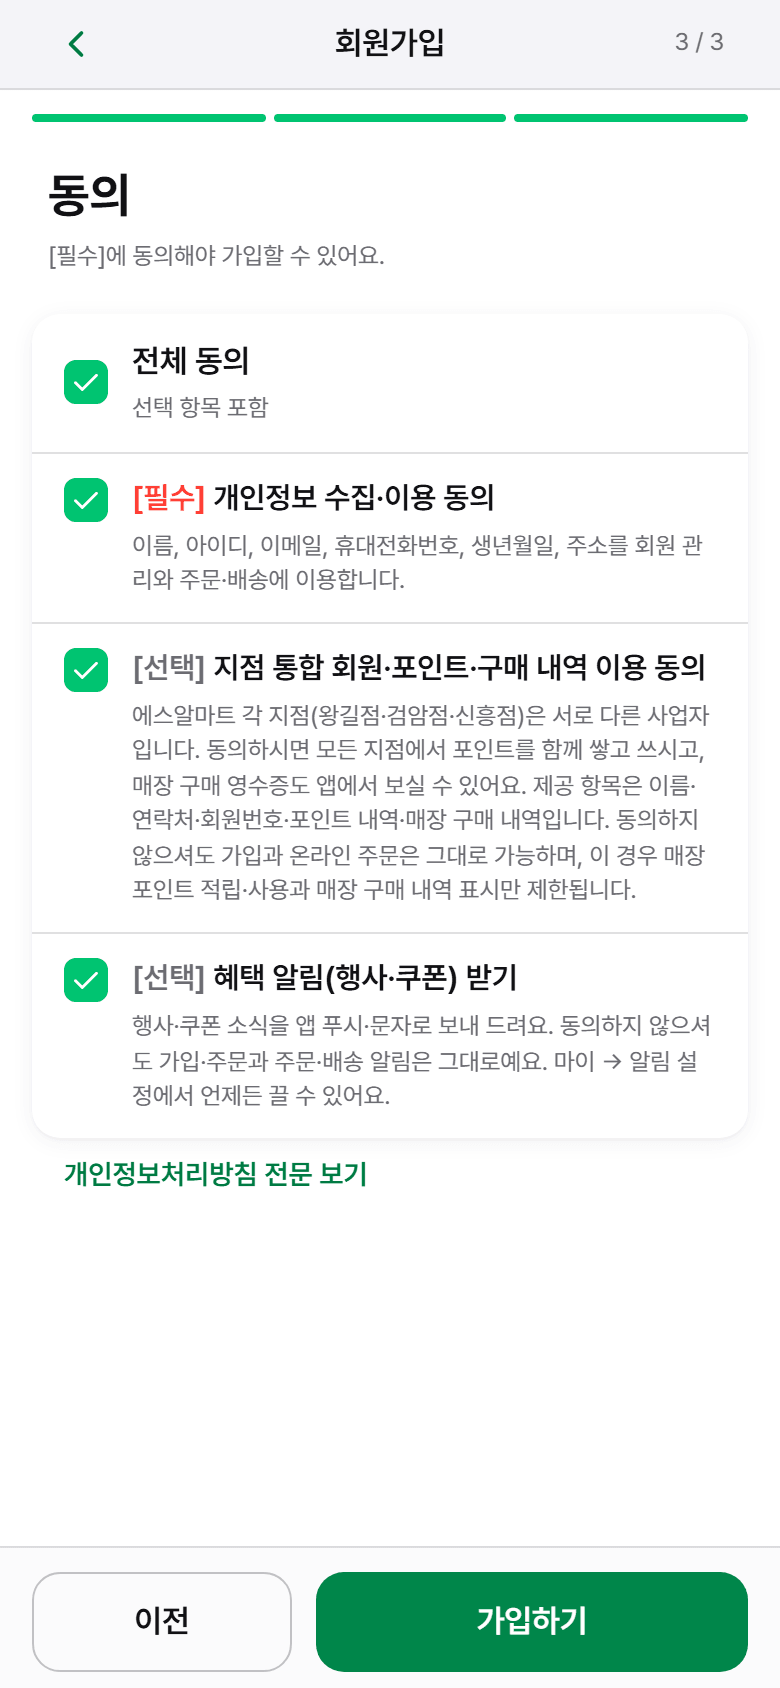 회원가입
3 / 3
동의
[필수]에 동의해야 가입할 수 있어요.
전체 동의
선택 항목 포함
[필수] 개인정보 수집·이용 동의
이름, 아이디, 이메일, 휴대전화번호, 생년월일, 주소를 회원 관
리와 주문·배송에 이용합니다.
[선택] 지점 통합 회원·포인트·구매 내역 이용 동의
에스알마트 각 지점(왕길점·검암점·신흥점)은 서로 다른 사업자
입니다. 동의하시면 모든 지점에서 포인트를 함께 쌓고 쓰시고,
매장 구매 영수증도 앱에서 보실 수 있어요. 제공 항목은 이름·
연락처·회원번호·포인트 내역·매장 구매 내역입니다. 동의하지
않으셔도 가입과 온라인 주문은 그대로 가능하며, 이 경우 매장
포인트 적립·사용과 매장 구매 내역 표시만 제한됩니다.
[선택] 혜택 알림(행사·쿠폰) 받기
행사·쿠폰 소식을 앱 푸시·문자로 보내 드려요. 동의하지 않으셔
도 가입·주문과 주문·배송 알림은 그대로예요. 마이 → 알림 설
정에서 언제든 끌 수 있어요.
개인정보처리방침 전문 보기
이전
가입하기